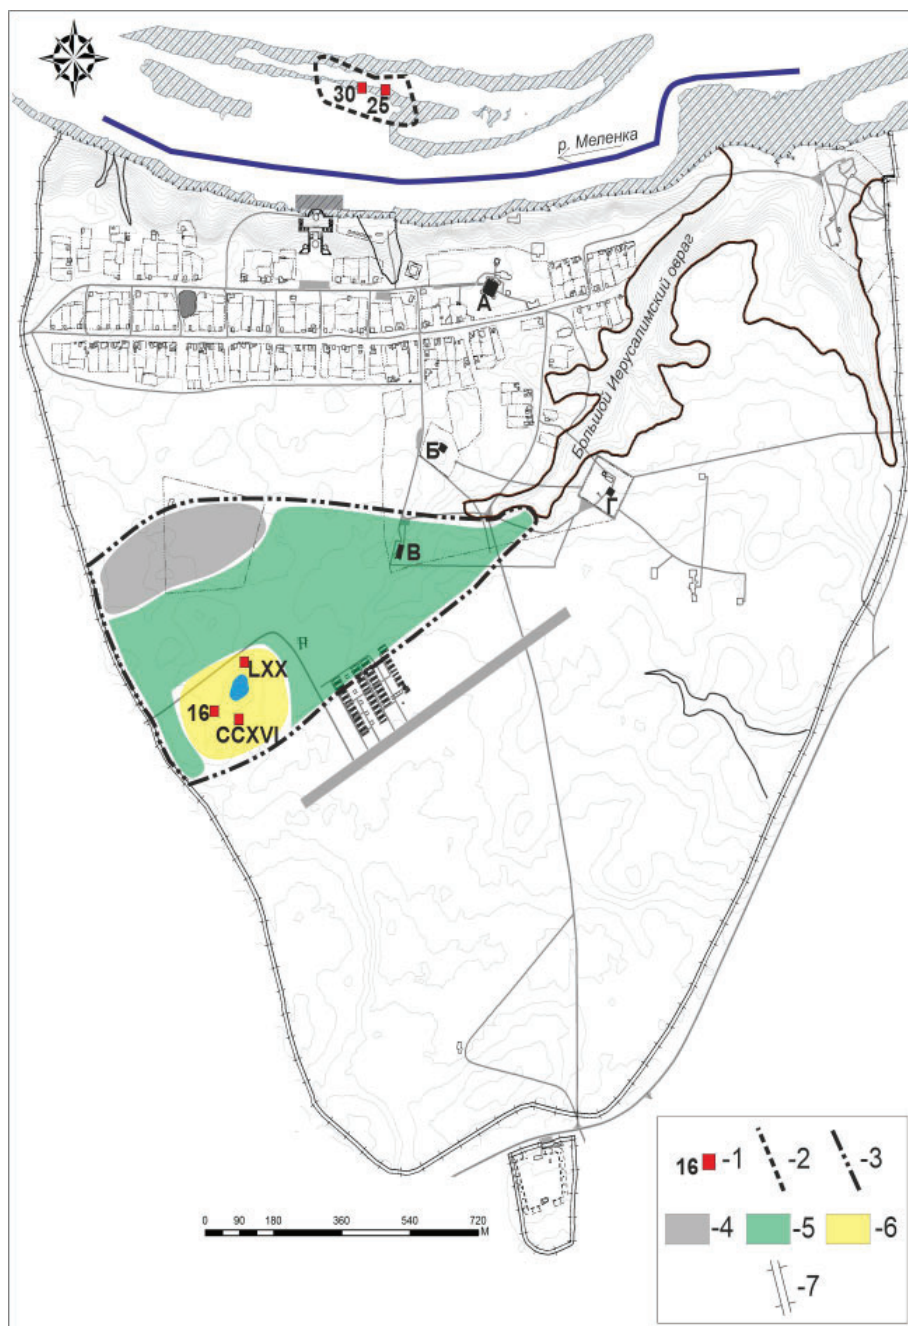 30
25
р. Меленка
А
Большой Иерусалимский овраг
Б
Г
В
LXX
16
CCXVI
16 -1
-2
-3
-4
-5
-6
-7
0 90 180 360 540 720
М